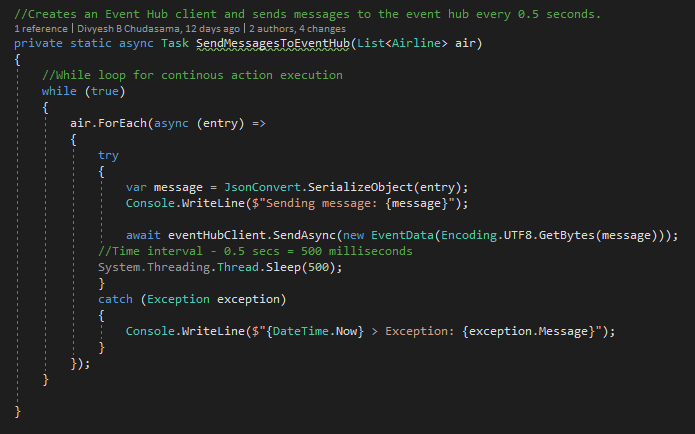 //Creates an Event Hub client and sends messages to the event hub every 0.5 seconds.
1 reference | Divyesh B Chudasama, 12 days ago | 2 authors, 4 changes
private static async Task SendMessagesToEventHub(List<Airline> air)
{
//While loop for continous action execution
while (true)
{
air.ForEach(async (entry) =>
{
try
{
var message = JsonConvert.SerializeObject(entry);
Console.WriteLine($"Sending message: {message}");
await eventHubClient.SendAsync(new EventData(Encoding.UTF8.GetBytes(message)));
//Time interval - 0.5 secs = 500 milliseconds
System.Threading.Thread.Sleep(500);
}
catch (Exception exception)
{
Console.WriteLine($"{DateTime.Now} > Exception: {exception.Message}");
}
});
}
}